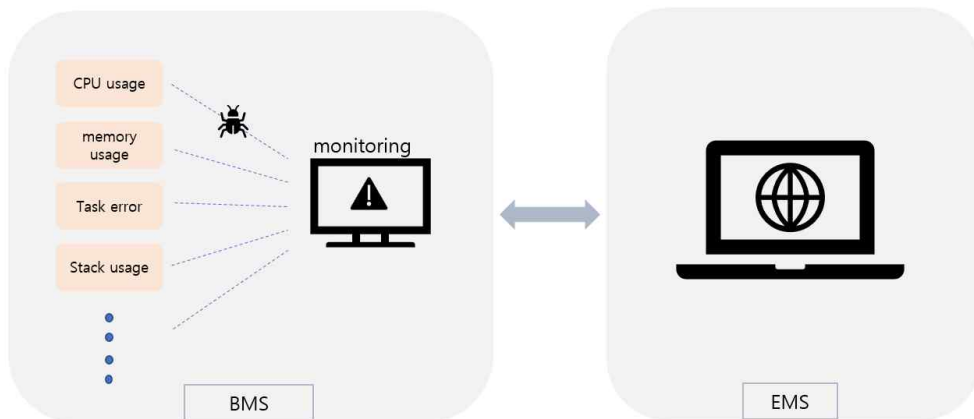 CPU usage
monitoring
memory
usage
Task error
Stack usage
BMS
EMS